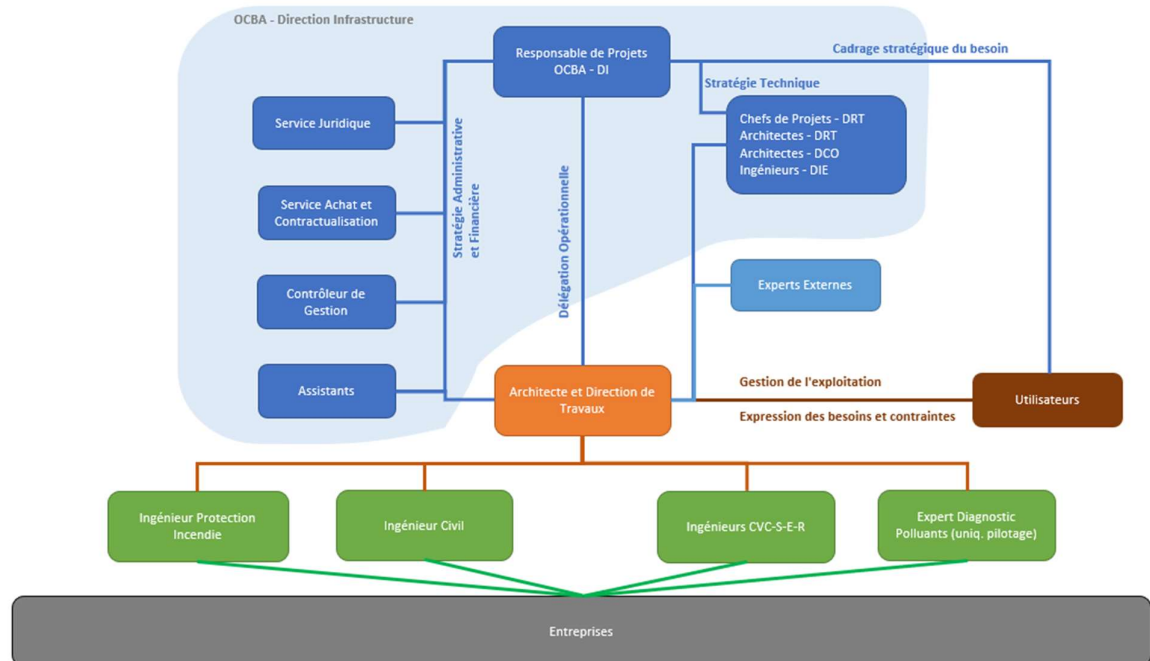 OCBA - Direction Infrastructure
Responsable de Projets
OCBA - DI
Cadrage stratégique du besoin
Stratégie Technique
Service Juridique
Chefs de Projets - DRT
Architectes - DRT
Architectes - DCO
Ingénieurs - DIE
Service Achat et
Contractualisation
Stratégie Administrative
et Financière
Délégation Opérationnelle
Contrôleur de
Gestion
Experts Externes
Assistants
Architecte et Direction de
Travaux
Gestion de l'exploitation
Expression des besoins et contraintes
Utilisateurs
Ingénieur Protection
Incendie
Ingénieur Civil
Ingénieurs CVC-S-E-R
Expert Diagnostic
Polluants (uniq. pilotage)
Entreprises